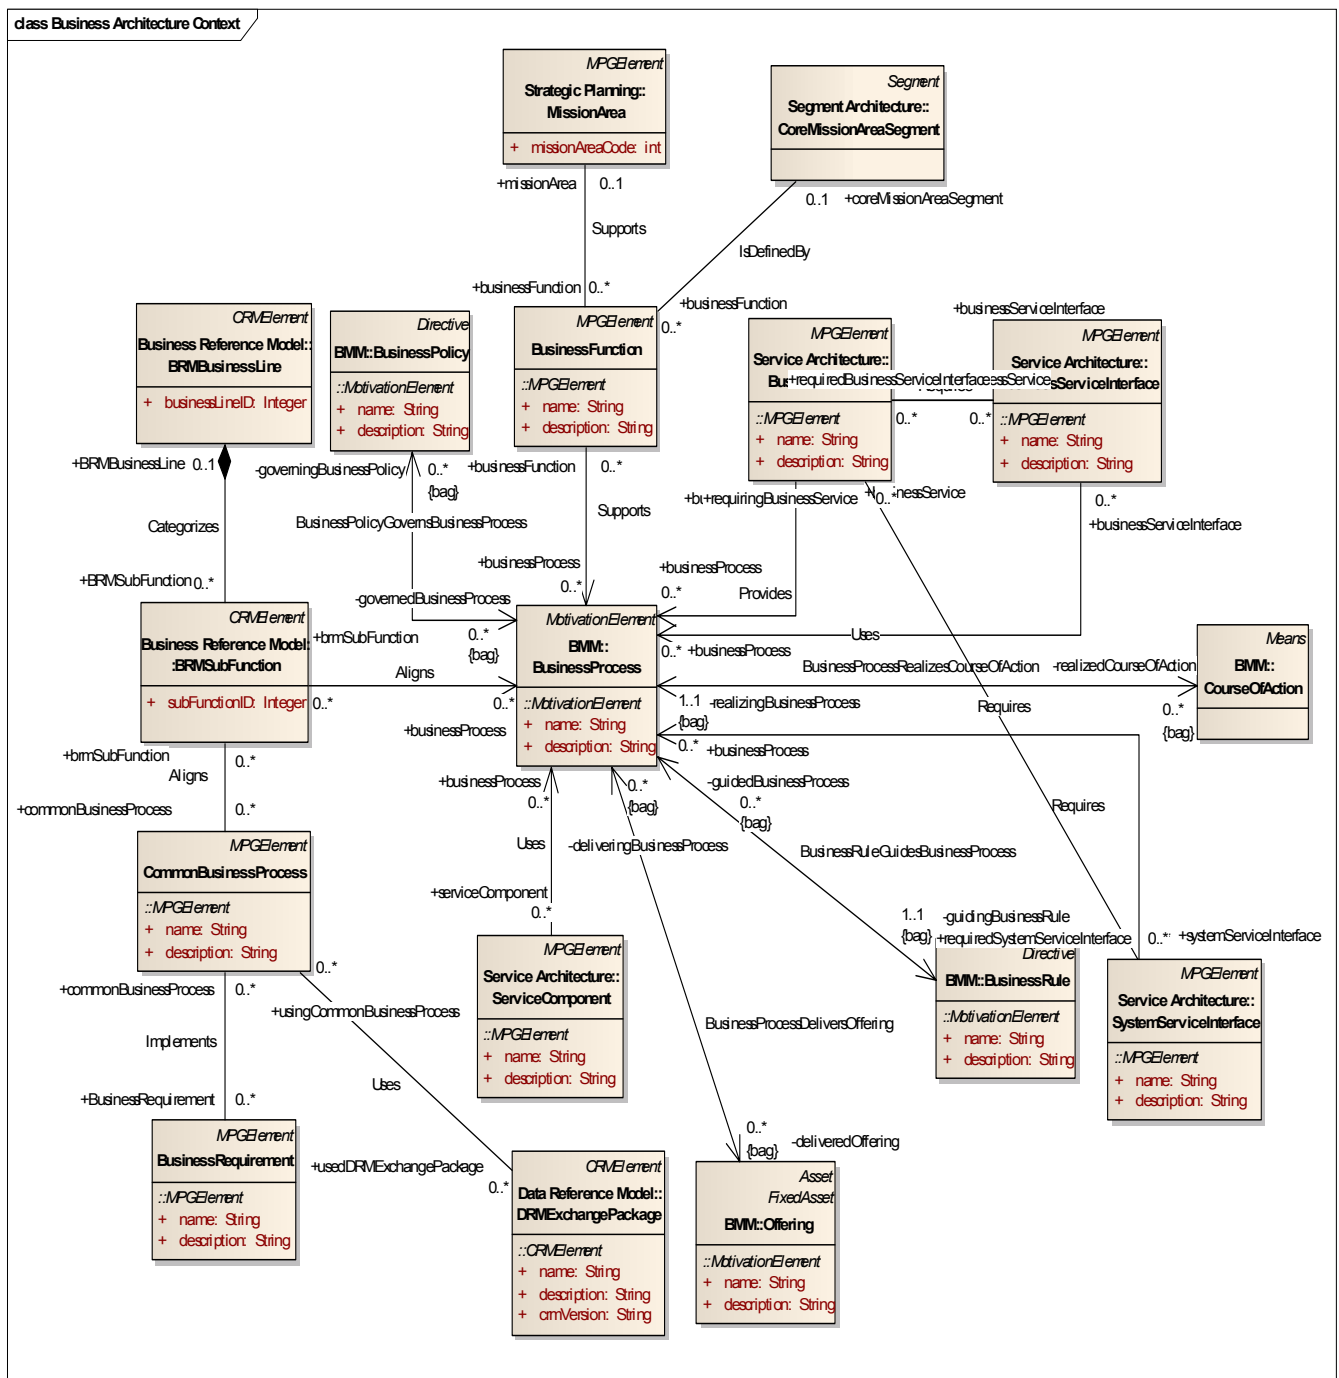 class Business Architecture Context
MPGElement
Strategic Planning::
MissionArea
+ missionAreaCode: int
Segment
Segment Architecture::
CoreMissionAreaSegment
+missionArea
0..1
0..1
+coreMissionAreaSegment
Supports
IsDefinedBy
+businessFunction
0..*
+businessFunction
0..*
+businessServiceInterface
CRMElement
Business Reference Model::
BRMBusinessLine
+ businessLineID: Integer
Directive
BMM::BusinessPolicy
::MotivationElement
+ name: String
+ description: String
MPGElement
BusinessFunction
::MPGElement
+ name: String
+ description: String
MPGElement
Service Architecture::
+requiredBusinessServiceInterface
::MPGElement
+ name: String
+ description: String
MPGElement
Service Architecture::
::MPGElement
+ name: String
+ description: String
0..*
0..*
+BRMBusinessLine
0..1
-governingBusinessPolicy
0..*
{bag}
+businessFunction
0..*
+requiringBusinessService
0..*
0..*
+businessServiceInterface
Categorizes
BusinessPolicyGovernsBusinessProcess
Supports
+BRMSubFunction
0..*
-governedBusinessProcess
0..*
{bag}
+businessProcess
0..*
+businessProcess
0..*
Provides
CRMElement
Business Reference Model:
:BRMSubFunction
+ subFunctionID: Integer
+brmSubFunction
0..*
Aligns
0..*
+businessProcess
MotivationElement
BMM::
BusinessProcess
::MotivationElement
+ name: String
+ description: String
Uses
0..*
+businessProcess
BusinessProcessRealizesCourseOfAction
-realizedCourseOfAction
0..*
{bag}
Means
BMM::
CourseOfAction
1..1
{bag}
-realizingBusinessProcess
Requires
0..*
+businessProcess
+brmSubFunction
0..*
Aligns
+commonBusinessProcess
0..*
+businessProcess
0..*
0..*
{bag}
-guidedBusinessProcess
0..*
{bag}
Requires
Uses
-deliveringBusinessProcess
BusinessRuleGuidesBusinessProcess
MPGElement
CommonBusinessProcess
::MPGElement
+ name: String
+ description: String
+serviceComponent
0..*
1..1
{bag}
-guidingBusinessRule
+requiredSystemServiceInterface
0..*
+systemServiceInterface
MPGElement
Service Architecture::
ServiceComponent
::MPGElement
+ name: String
+ description: String
Directive
BMM::BusinessRule
::MotivationElement
+ name: String
+ description: String
MPGElement
Service Architecture::
SystemServiceInterface
::MPGElement
+ name: String
+ description: String
+commonBusinessProcess
0..*
0..*
+usingCommonBusinessProcess
BusinessProcessDeliversOffering
Implements
Uses
+BusinessRequirement
0..*
0..*
{bag}
-deliveredOffering
MPGElement
BusinessRequirement
::MPGElement
+ name: String
+ description: String
+usedDRMExchangePackage
0..*
CRMElement
Data Reference Model::
DRMExchangePackage
::CRMElement
+ name: String
+ description: String
+ crmVersion: String
Asset
FixedAsset
BMM::Offering
::MotivationElement
+ name: String
+ description: String